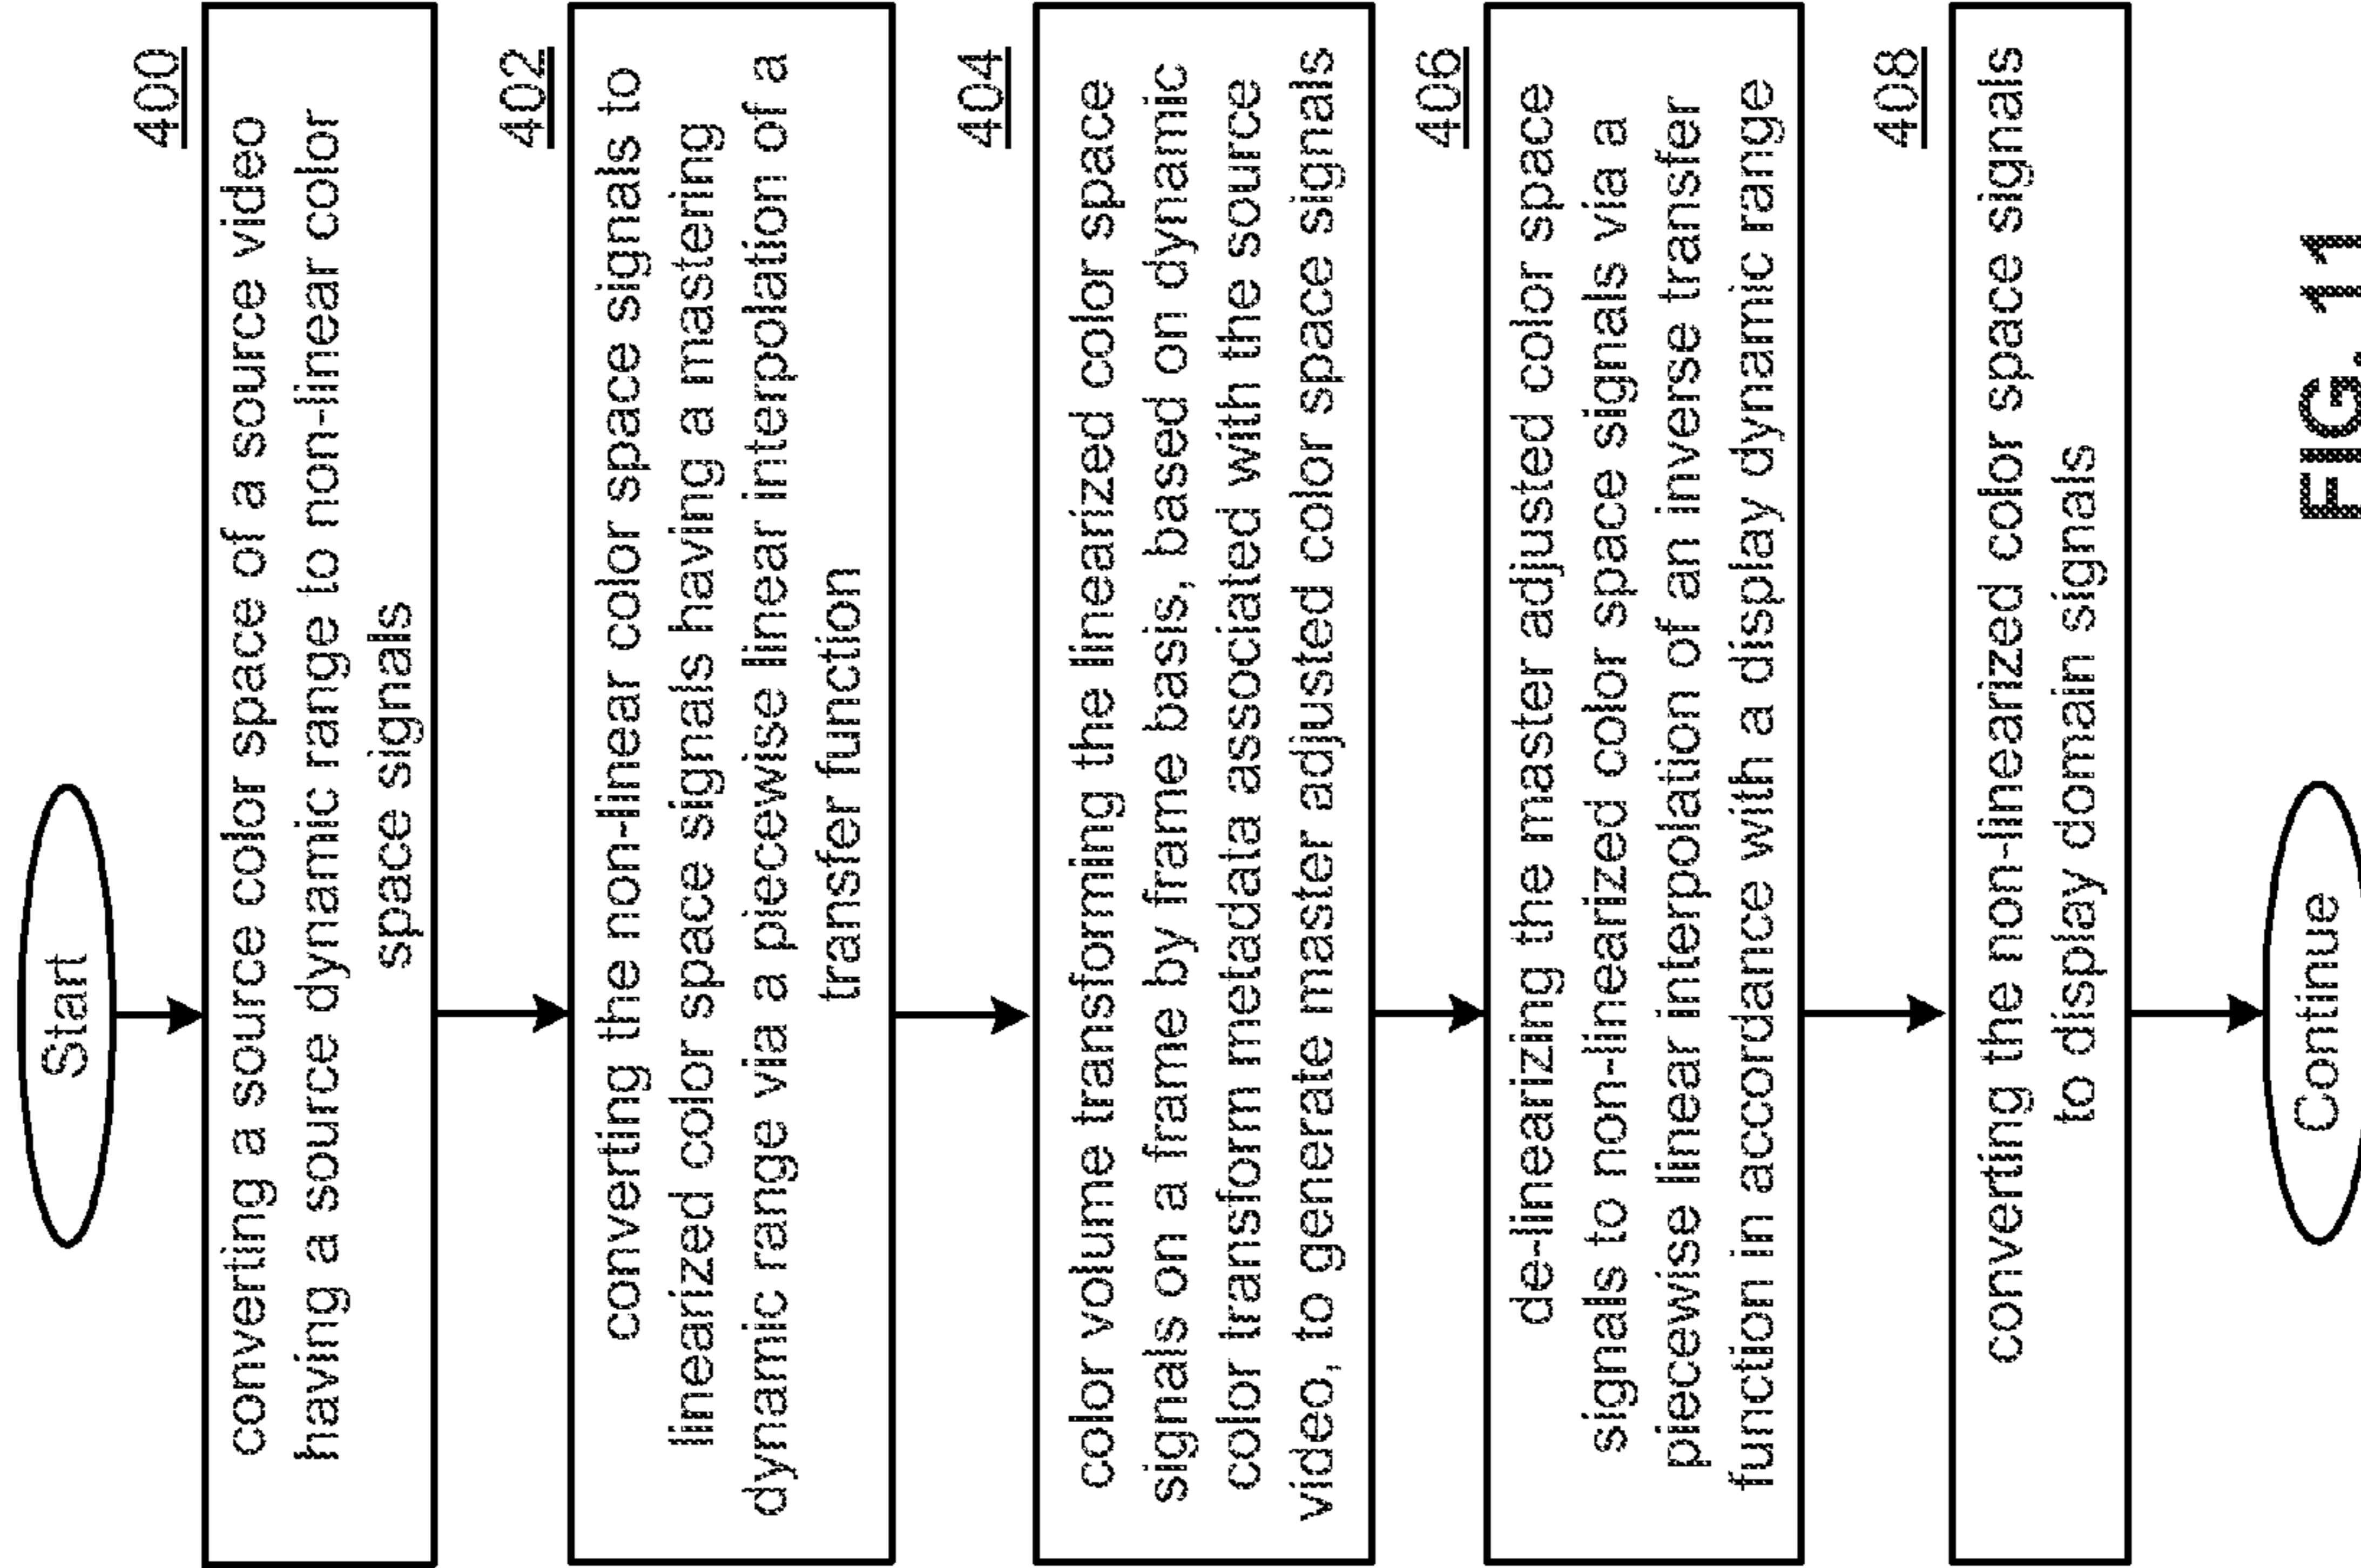 Start
400
converting a source color space of a source video
having a source dynamic range to non-linear color
space signals
402
converting the non-linear color space signals to
linearized color space signals having a mastering
dynamic range via a piecewise linear interpolation of a
transfer function
404
color volume transforming the linearized color space
signals on a frame by frame basis, based on dynamic
color transform metadata associated with the source
video, to generate master adjusted color space signals
406
de-linearizing the master adjusted color space
signals to non-linearized color space signals via a
piecewise linear interpolation of an inverse transfer
function in accordance with a display dynamic range
408
converting the non-linearized color space signals
to display domain signals
Continue
FIG. 11